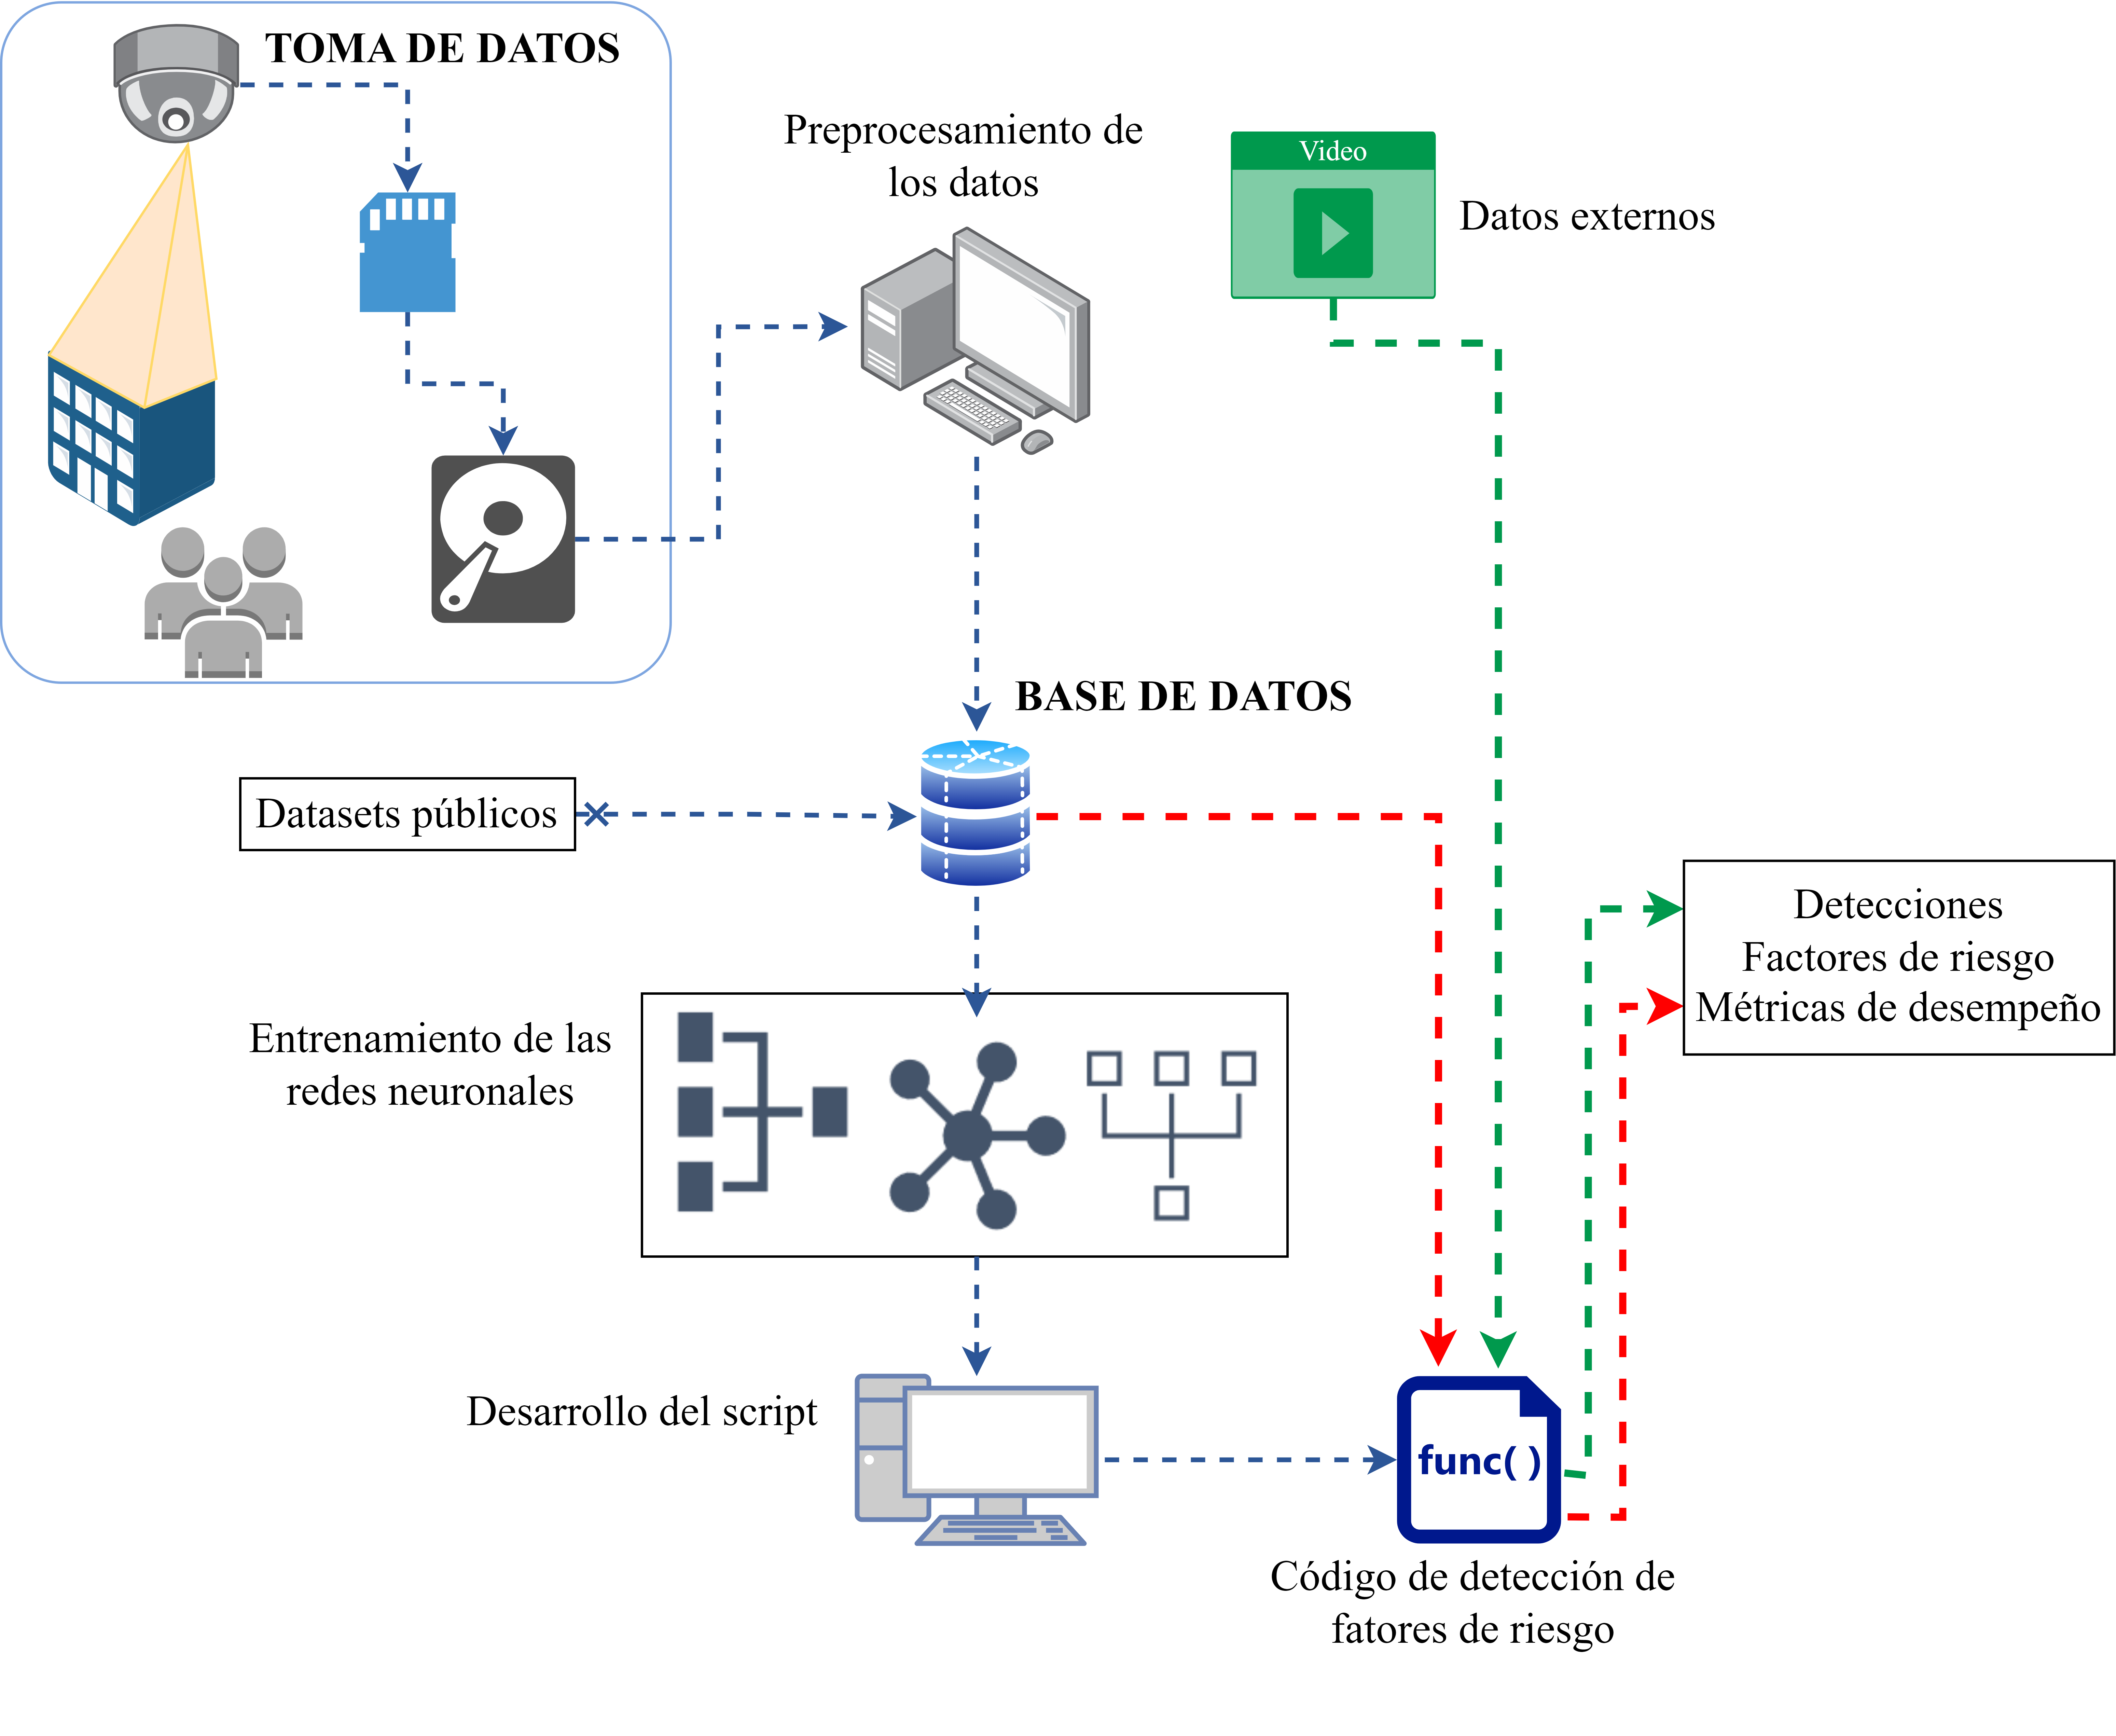 TOMA DE DATOS
Preprocesamiento de
los datos
Video
Datos externos
BASE DE DATOS
Datasets públicos
Detecciones
Factores de riesgo
Métricas de desempeño
Entrenamiento de las
redes neuronales
Desarrollo del script
func( )
Código de detección de
fatores de riesgo